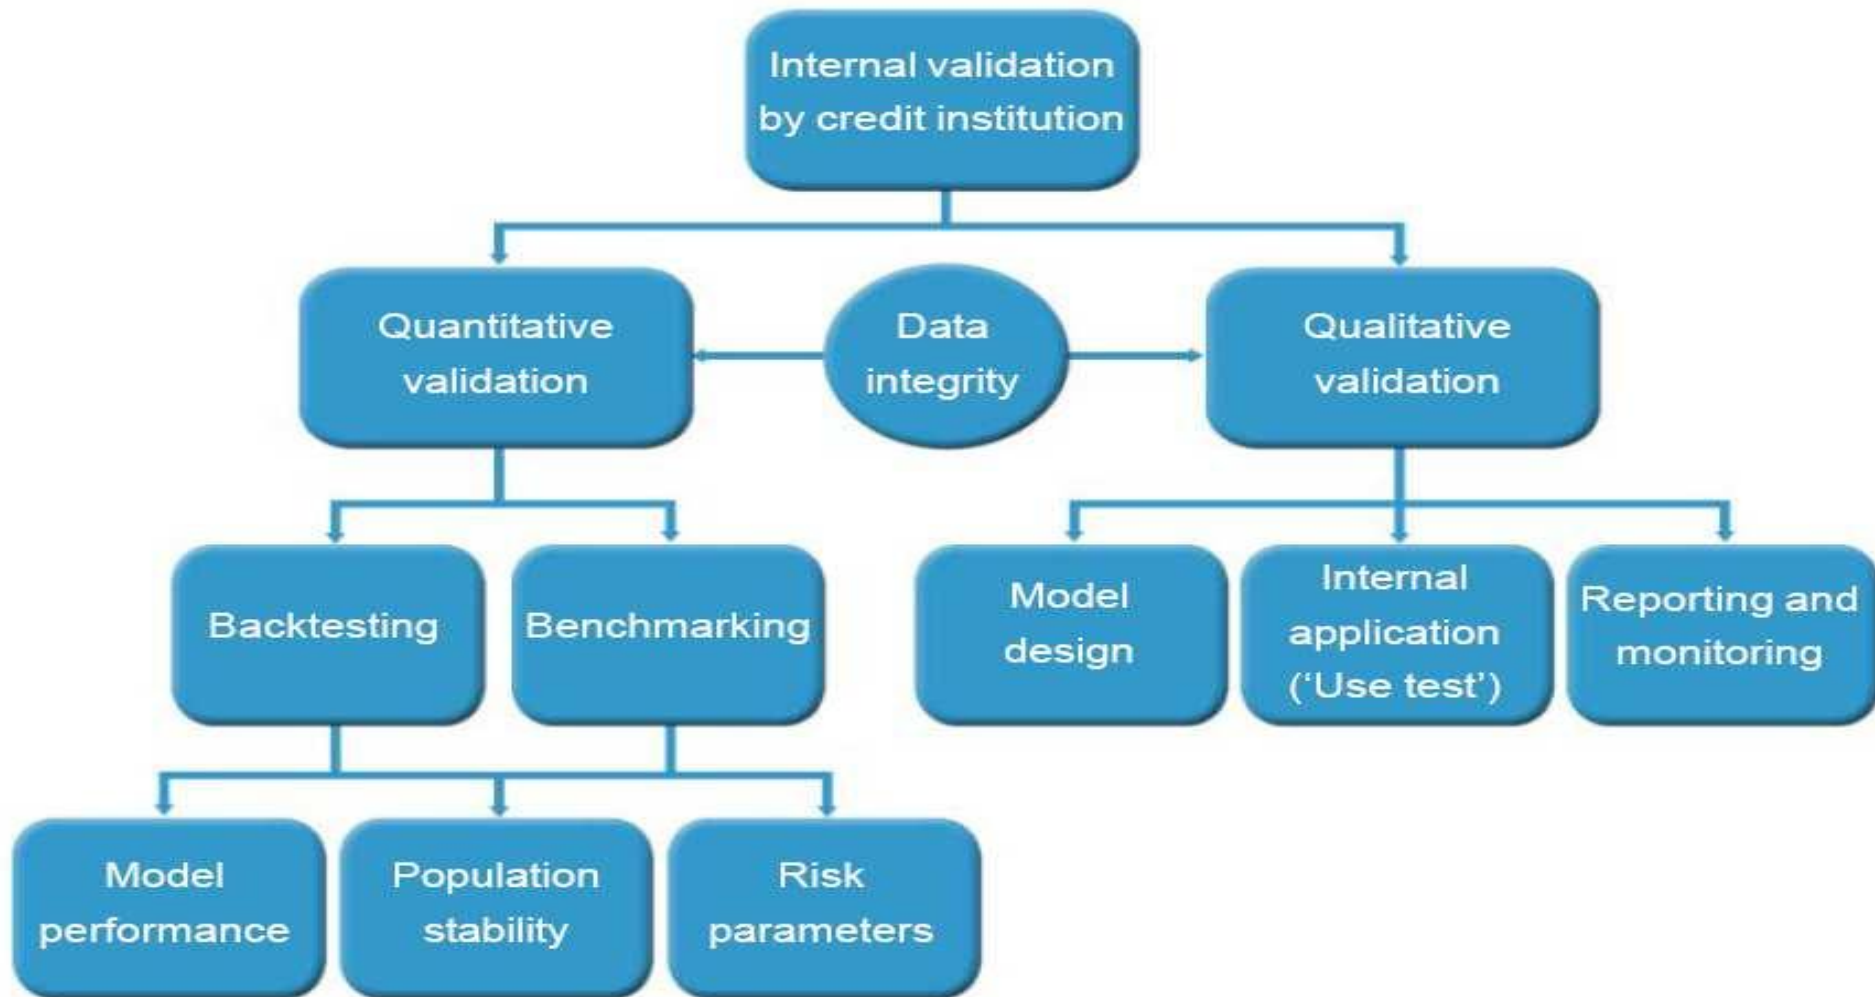 Internal validation
by credit institution
Quantitative
validation
Data
integrity
Qualitative
validation
Backtesting
Benchmarking
Model
design
Internal
application
(‘Use test’)
Reporting and
monitoring
Model
performance
Population
stability
Risk
parameters